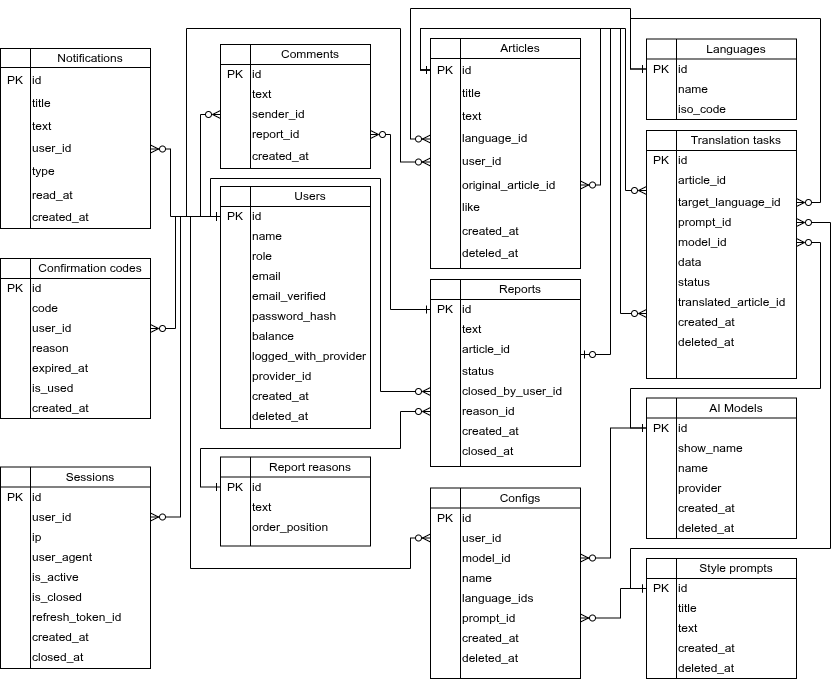 Notifications
PK id
title
text
user_id
type
read_at
created_at
Confirmation codes
PK id
code
user_id
reason
expired_at
is_used
created_at
Sessions
PK id
user_id
ip
user_agent
is_active
is_closed
refresh_token_id
created_at
closed_at
Comments
PK id
text
sender_id
report_id
created_at
Users
PK id
name
role
email
email_verified
password_hash
balance
logged_with_provider
provider_id
created_at
deleted_at
Report reasons
PK id
text
order_position
Articles
PK id
title
text
language_id
user_id
original_article_id
like
created_at
deteled_at
Reports
PK id
text
article_id
status
closed_by_user_id
reason_id
created_at
closed_at
Configs
PK id
user_id
model_id
name
language_ids
prompt_id
created_at
deleted_at
Languages
PK id
name
iso_code
Translation tasks
PK id
article_id
target_language_id
prompt_id
model_id
data
status
translated_article_id
created_at
deleted_at
AI Models
PK id
show_name
name
provider
created_at
deleted_at
Style prompts
PK id
title
text
created_at
deleted_at